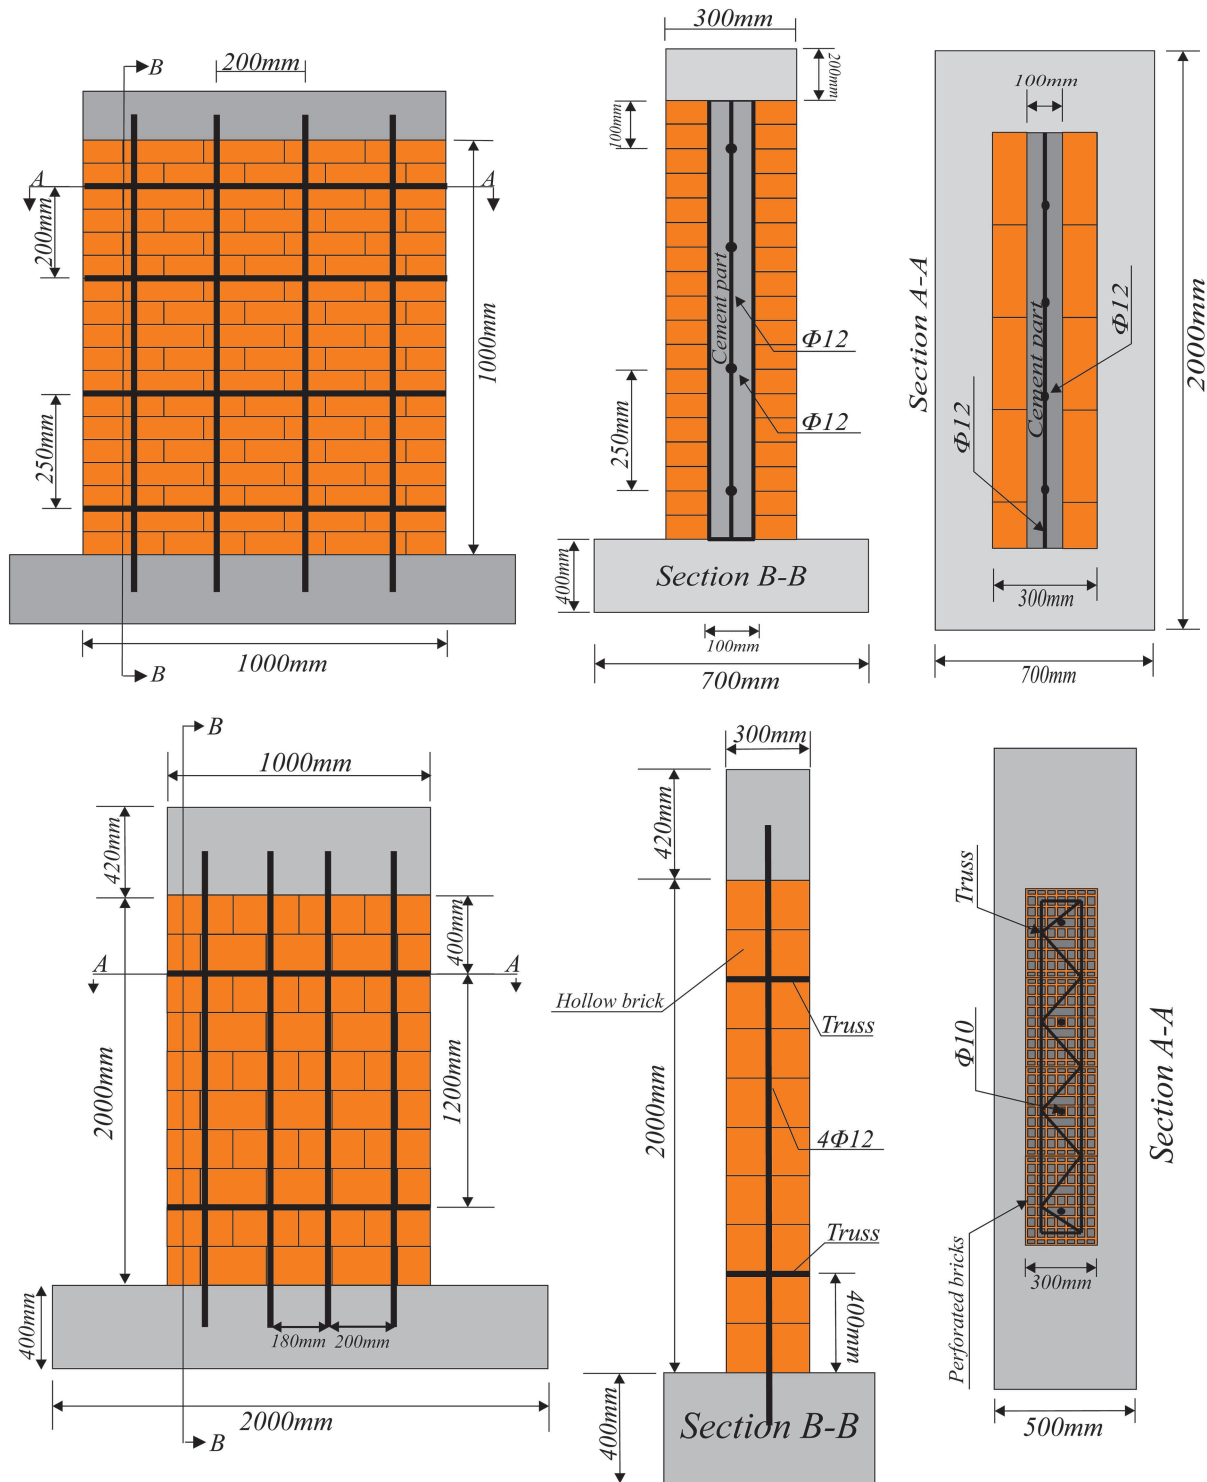 B
200mm
A
A
200mm
250mm
1000mm
1000mm
B
300mm
200mm
100mm
Cement part
Φ12
Φ12
250mm
400mm
Section B-B
100mm
700mm
100mm
Section A-A
Cement part
Φ12
Φ12
2000mm
300mm
700mm
B
1000mm
420mm
400mm
A
A
2000mm
1200mm
400mm
180mm
200mm
2000mm
B
300mm
420mm
Hollow brick
Truss
2000mm
4Φ12
Truss
400mm
400mm
Section B-B
Truss
Φ10
Section A-A
Perforated bricks
300mm
500mm